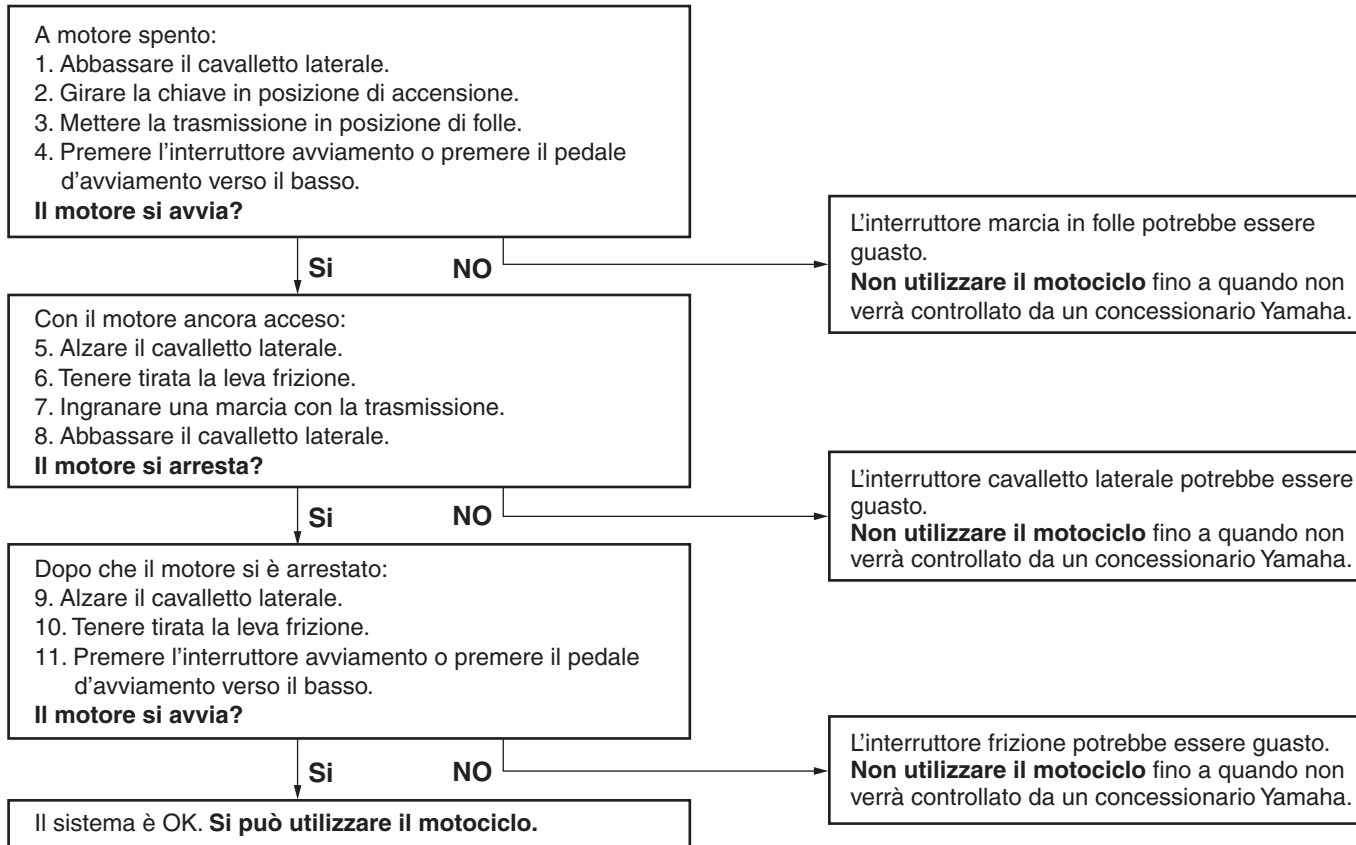 A motore spento:
1. Abbassare il cavalletto laterale.
2. Girare la chiave in posizione di accensione.
3. Mettere la trasmissione in posizione di folle.
4. Premere l'interruttore avviamento o premere il pedale
d'avviamento verso il basso.
Il motore si avvia?
Si
NO
L'interruttore marcia in folle potrebbe essere
guasto.
Non utilizzare il motociclo fino a quando non
verrà controllato da un concessionario Yamaha.
Con il motore ancora acceso:
5. Alzare il cavalletto laterale.
6. Tenere tirata la leva frizione.
7. Ingranare una marcia con la trasmissione.
8. Abbassare il cavalletto laterale.
Il motore si arresta?
Si
NO
L'interruttore cavalletto laterale potrebbe essere
guasto.
Non utilizzare il motociclo fino a quando non
verrà controllato da un concessionario Yamaha.
Dopo che il motore si è arrestato:
9. Alzare il cavalletto laterale.
10. Tenere tirata la leva frizione.
11. Premere l'interruttore avviamento o premere il pedale
d'avviamento verso il basso.
Il motore si avvia?
Si
NO
L'interruttore frizione potrebbe essere guasto.
Non utilizzare il motociclo fino a quando non
verrà controllato da un concessionario Yamaha.
Il sistema è OK. Si può utilizzare il motociclo.